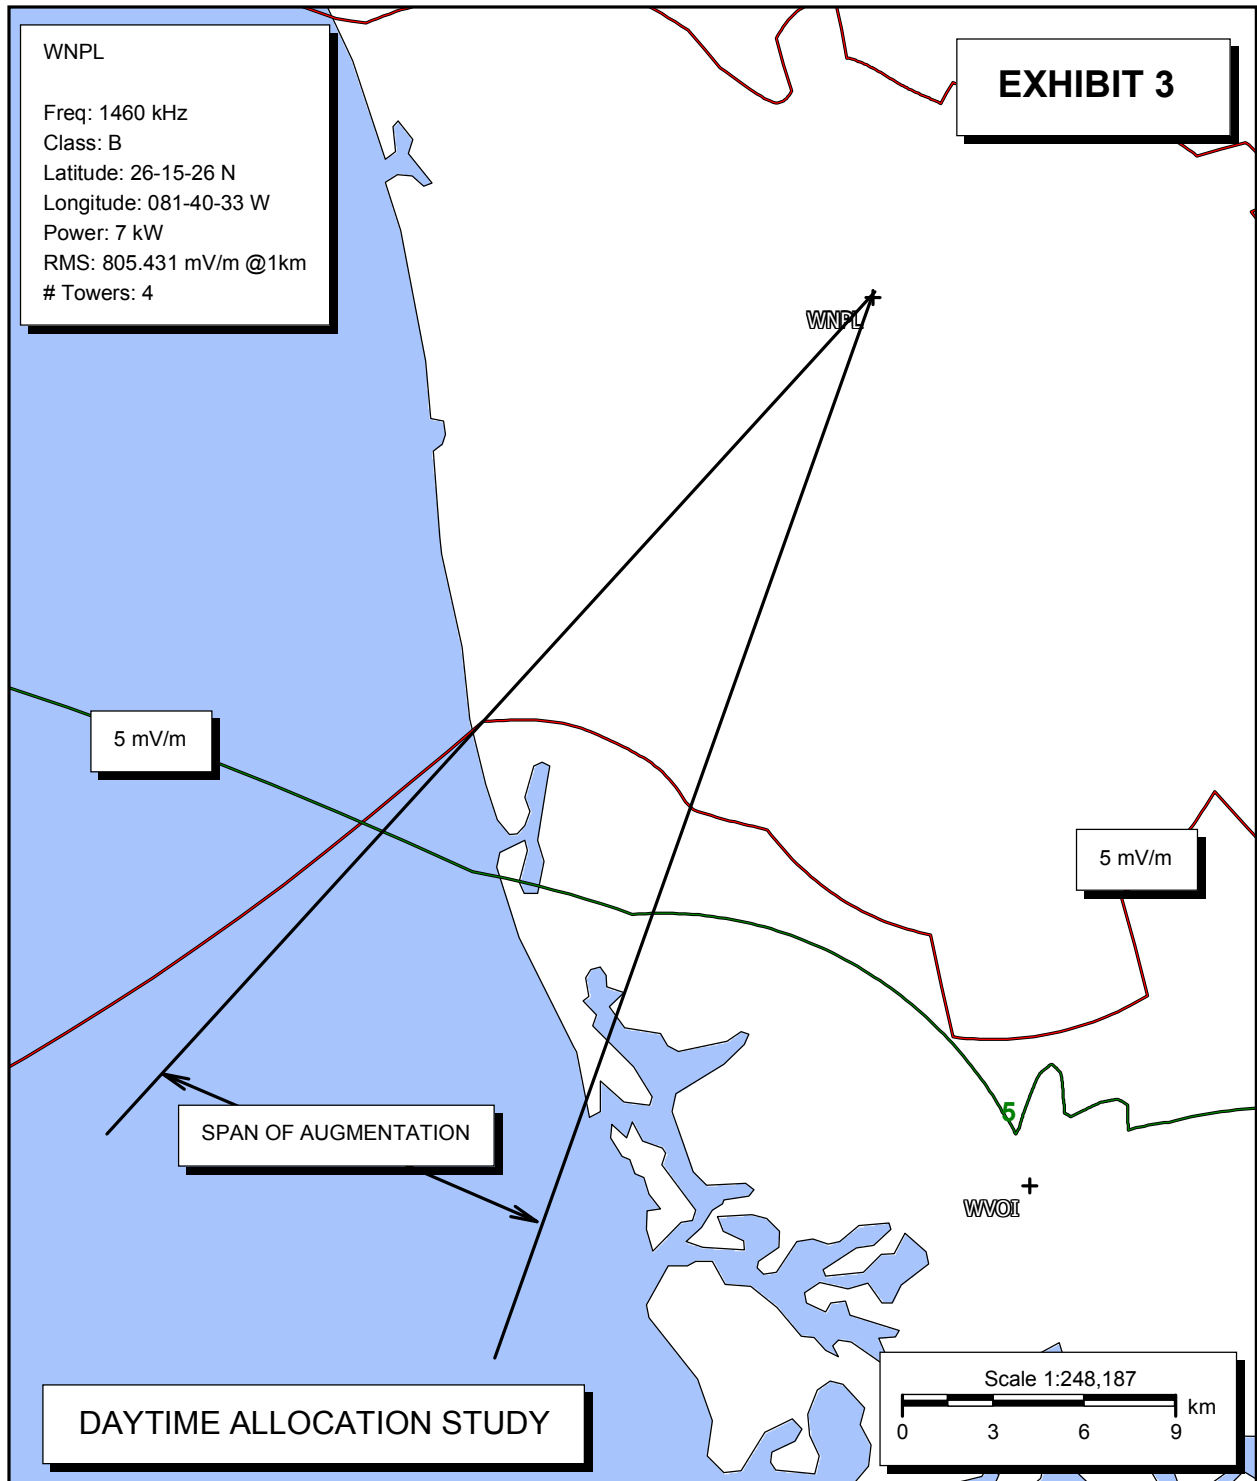 WNPL
Freq: 1460 kHz
Class: B
Latitude: 26-15-26 N
Longitude: 081-40-33 W
Power: 7 kW
RMS: 805.431 mV/m @1km
# Towers: 4
EXHIBIT 3
WNPL
5 mV/m
5 mV/m
5
SPAN OF AUGMENTATION
WVOI
Scale 1:248,187
km
0 3 6 9
DAYTIME ALLOCATION STUDY